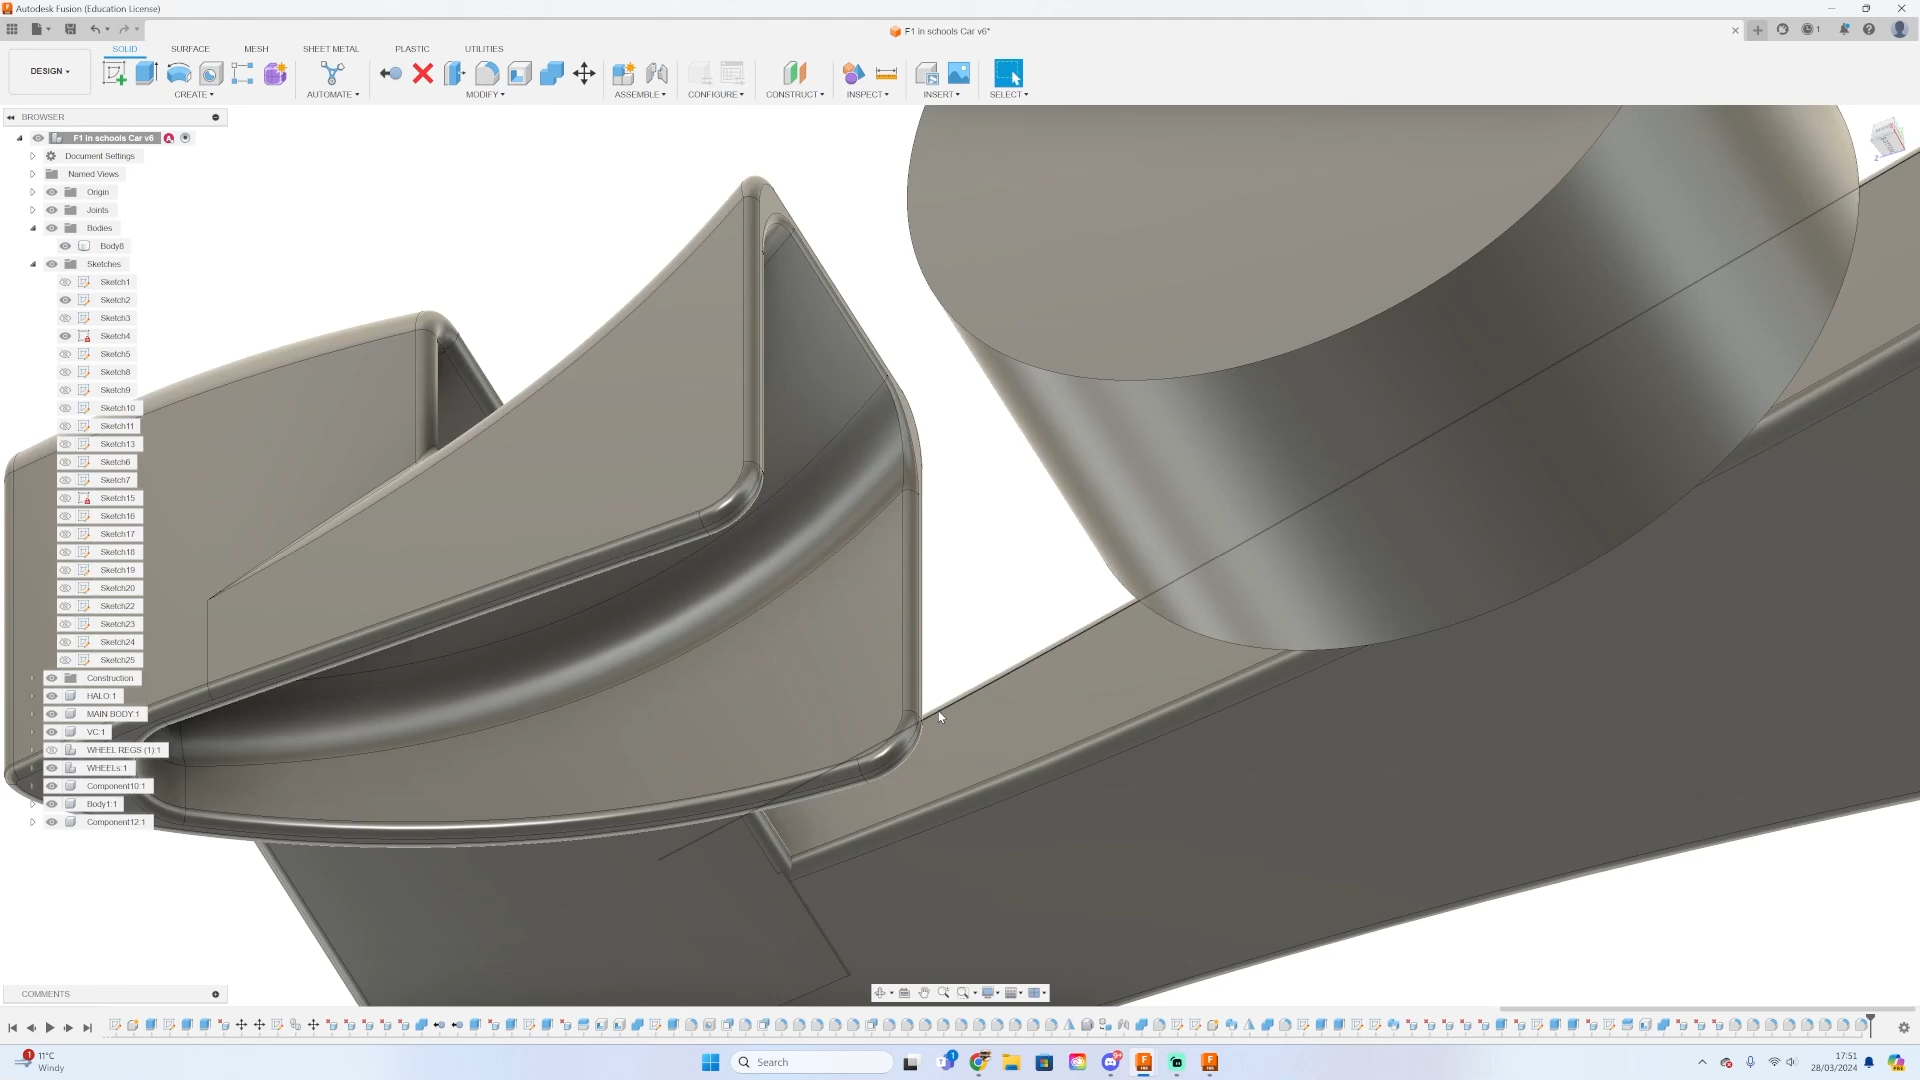 Autodesk Fusion (Education License)
F1 in schools Car v6*
1
DESIGN
SOLID
SURFACE
MESH
SHEET METAL
PLASTIC
UTILITIES
CREATE
AUTOMATE
MODIFY
ASSEMBLE
CONFIGURE
CONSTRUCT
INSPECT
INSERT
SELECT
BROWSER
F1 in schools Car v6
Document Settings
Named Views
Origin
Joints
Bodies
Body8
Sketches
Sketch1
Sketch2
Sketch3
Sketch4
Sketch5
Sketch8
Sketch9
Sketch10
Sketch11
Sketch13
Sketch6
Sketch7
Sketch15
Sketch16
Sketch17
Sketch18
Sketch19
Sketch20
Sketch22
Sketch23
Sketch24
Sketch25
Construction
HALO:1
MAIN BODY:1
VC:1
WHEEL REGS (1):1
WHEELs:1
Component10:1
Body1:1
Component12:1
COMMENTS
1
11°C
Windy
Search
17:51
28/03/2024